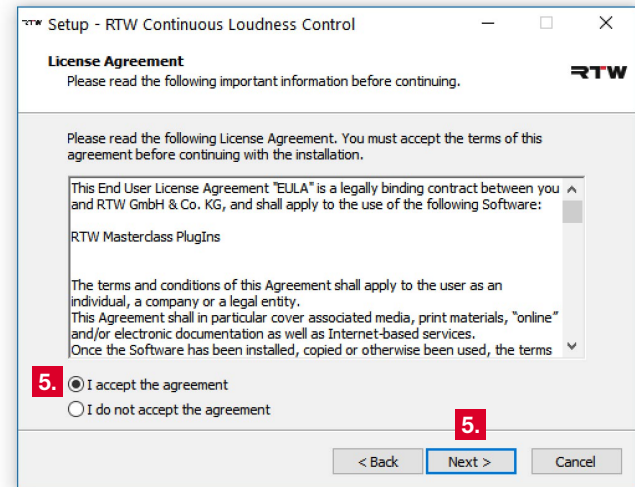 RTW Setup - RTW Continuous Loudness Control
License Agreement
Please read the following important information before continuing.
RTW
Please read the following License Agreement. You must accept the terms of this
agreement before continuing with the installation.
This End User License Agreement "EULA" is a legally binding contract between you
and RTW GmbH & Co. KG, and shall apply to the use of the following Software:
RTW Masterclass PlugIns
The terms and conditions of this Agreement shall apply to the user as an
individual, a company or a legal entity.
This Agreement shall in particular cover associated media, print materials, “online”
and/or electronic documentation as well as Internet-based services.
Once the Software has been installed, copied or otherwise been used, the terms
5. I accept the agreement
I do not accept the agreement
5.
< Back Next > Cancel